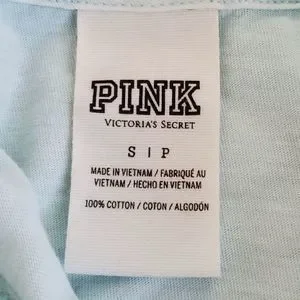 PINK
VICTORIA'S SECRET
S | P
MADE IN VIETNAM / FABRIQUÉ AU
VIETNAM / HECHO EN VIETNAM
100% COTTON / COTON / ALGODÓN